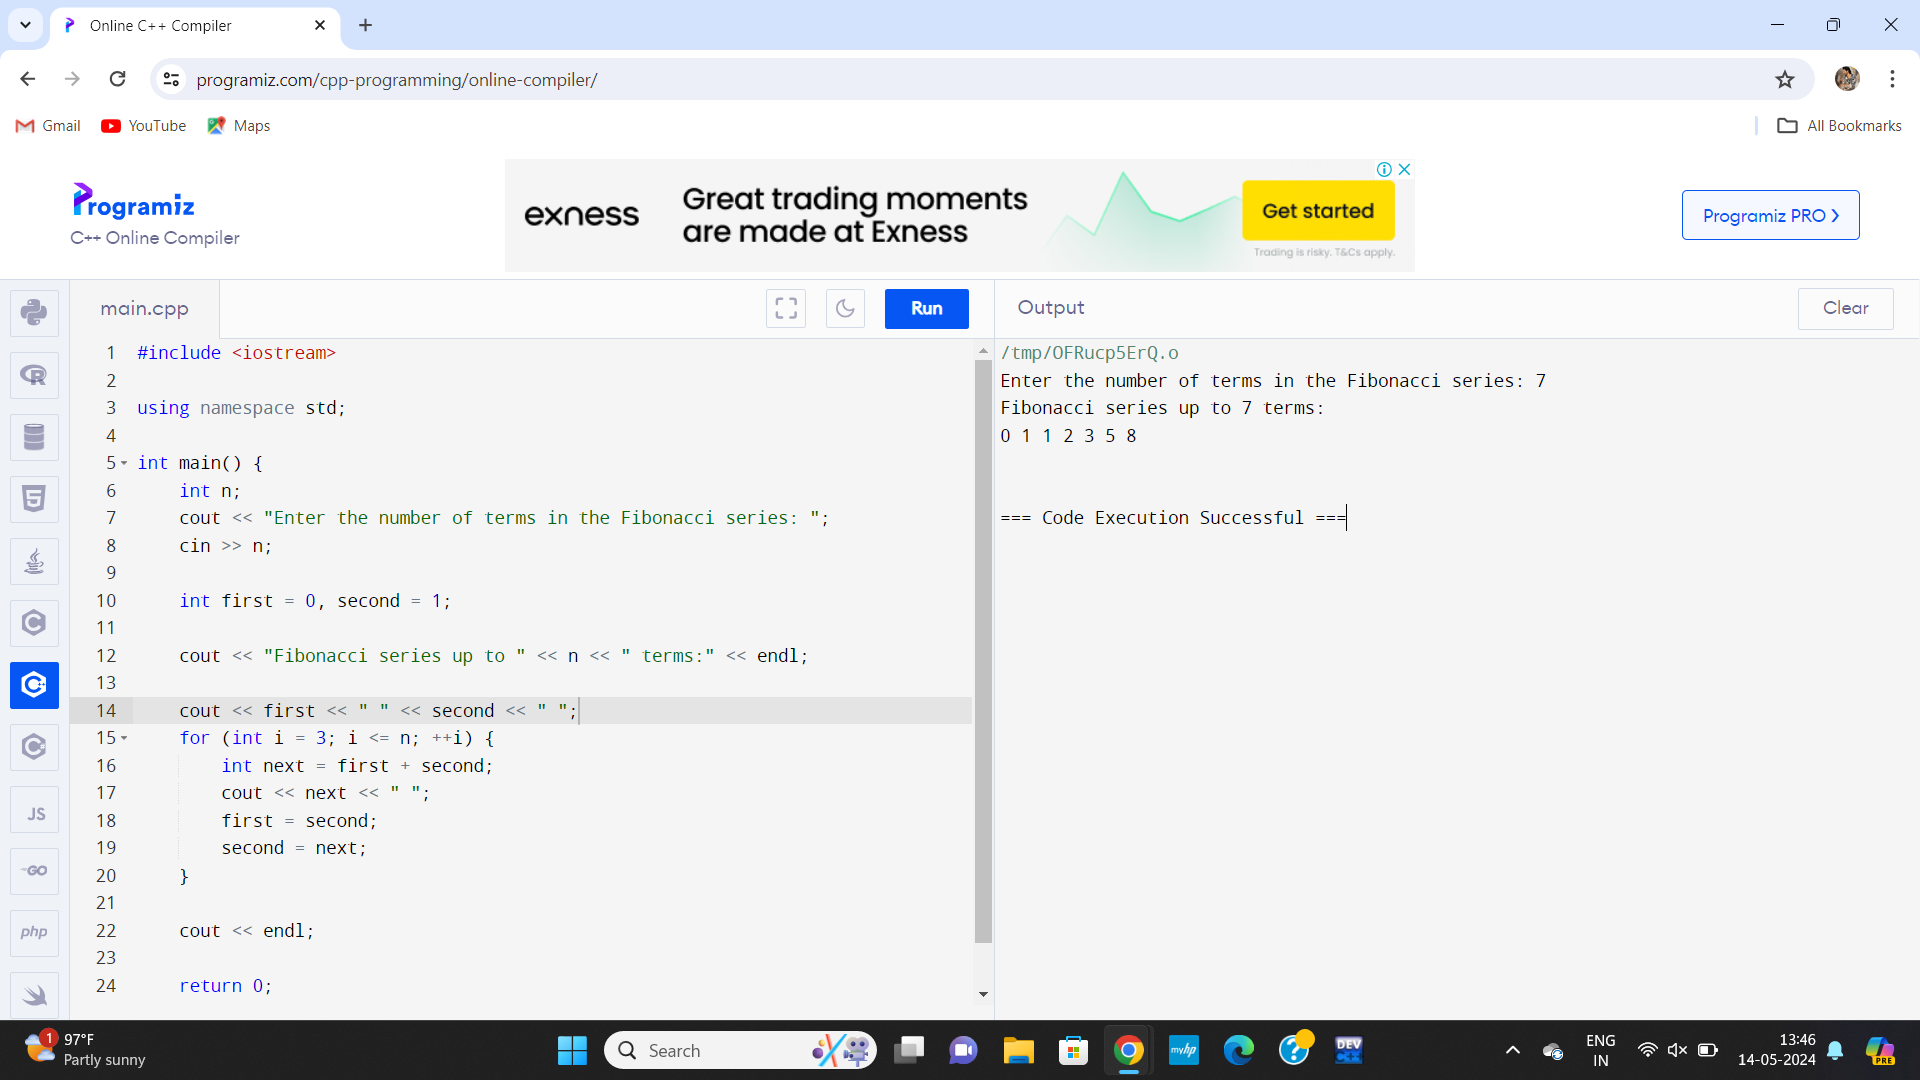 Online C++ Compiler
programiz.com/cpp-programming/online-compiler/
Gmail YouTube Maps All Bookmarks
Programiz
C++ Online Compiler
exness
Great trading moments
are made at Exness
Get started
Trading is risky. T&Cs apply.
Programiz PRO ›
main.cpp
Run
Output
Clear
1 #include <iostream>
2
3 using namespace std;
4
5 int main() {
6     int n;
7     cout << "Enter the number of terms in the Fibonacci series: ";
8     cin >> n;
9
10     int first = 0, second = 1;
11
12     cout << "Fibonacci series up to " << n << " terms:" << endl;
13
14     cout << first << " " << second << " ";
15     for (int i = 3; i <= n; ++i) {
16         int next = first + second;
17         cout << next << " ";
18         first = second;
19         second = next;
20     }
21
22     cout << endl;
23
24     return 0;
/tmp/OFRucp5ErQ.o
Enter the number of terms in the Fibonacci series: 7
Fibonacci series up to 7 terms:
0 1 1 2 3 5 8
=== Code Execution Successful ===
R
5
C
C+
C#
JS
GO
php
1
97°F
Partly sunny
Search
myhp
?
DEV
C++
ENG
IN
13:46
14-05-2024
PRE